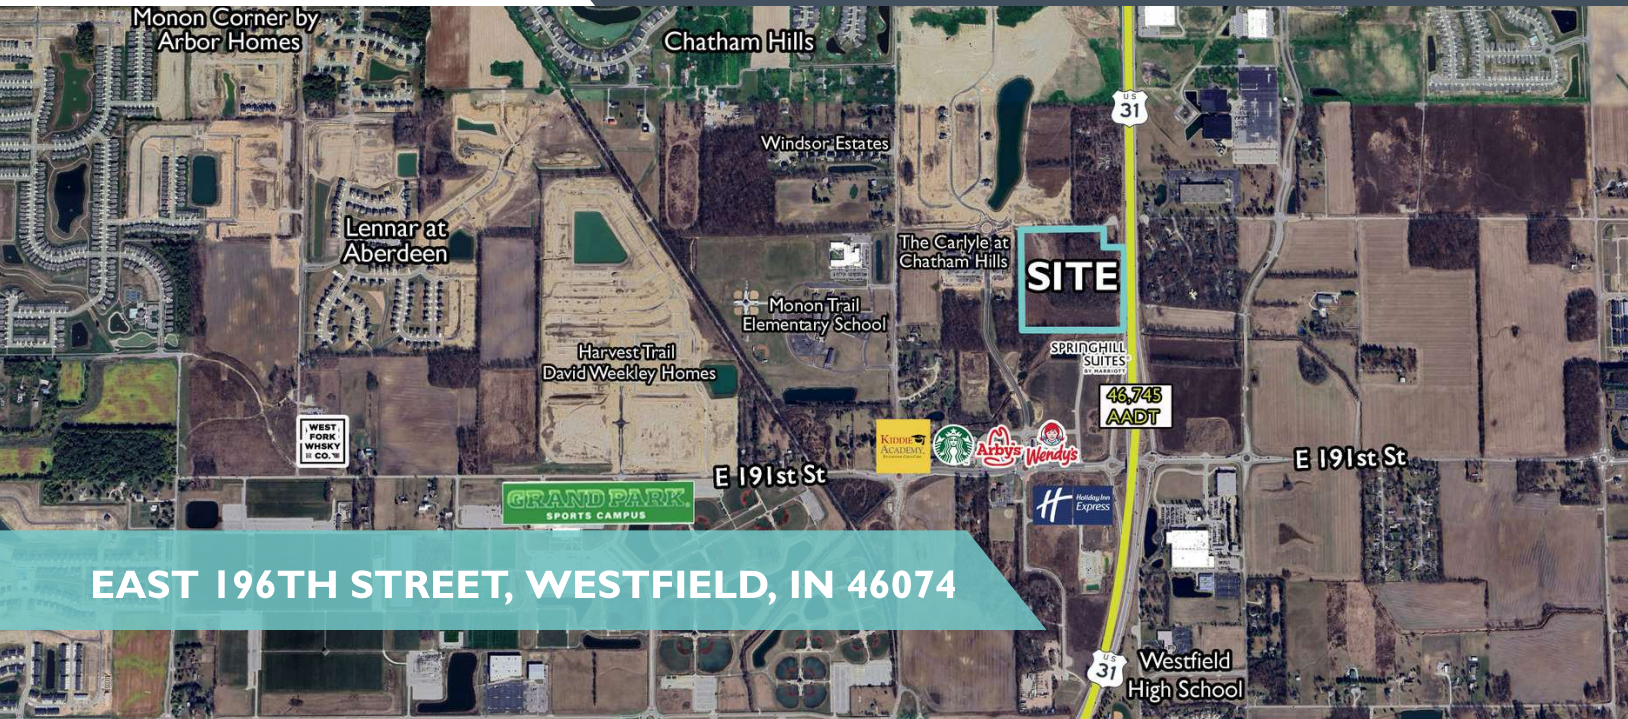 Monon Corner by
Arbor Homes
Chatham Hills
US
31
Windsor Estates
Lennar at
Aberdeen
The Carlyle at
Chatham Hills
SITE
Monon Trail
Elementary School
SPRINGHILL
SUITES
BY MARRIOTT
Harvest Trail
David Weekley Homes
46,745
AADT
WEST
FORK
WHSKY
CO.
KIDDIE
ACADEMY
Arby's
Wendy's
E 191st St
E 191st St
GRAND PARK
SPORTS CAMPUS
H Holiday Inn
Express
EAST 196TH STREET, WESTFIELD, IN 46074
US
31
Westfield
High School